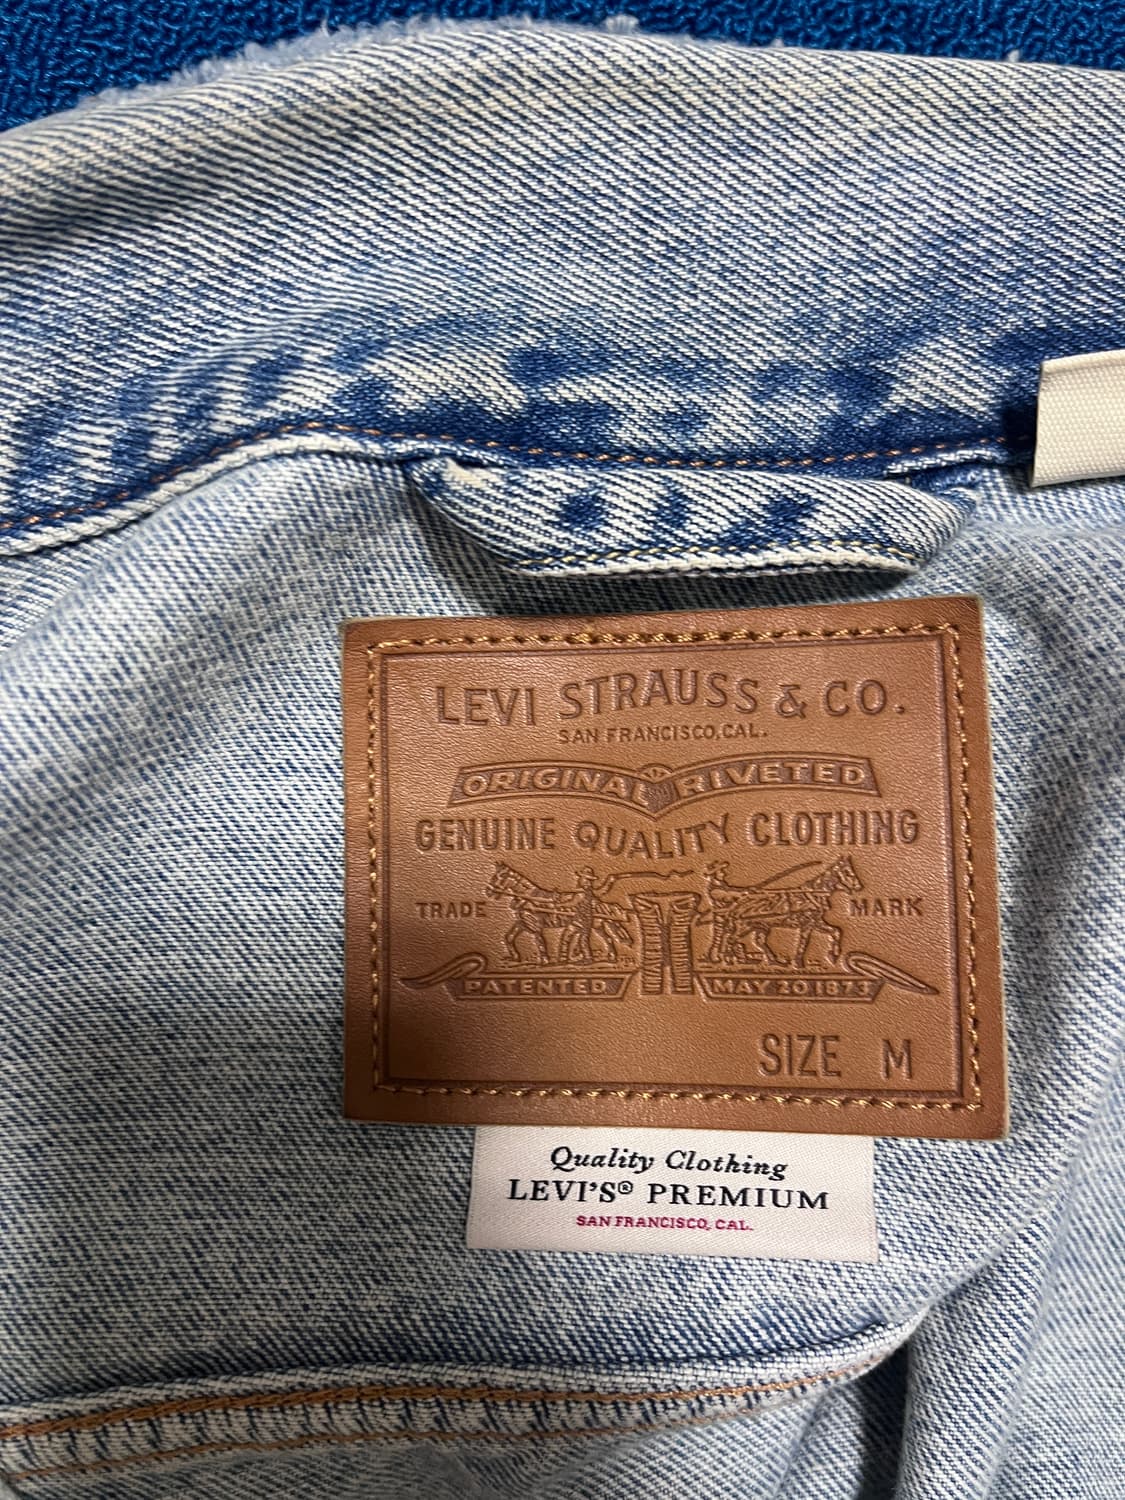 LEVI STRAUSS & CO.
SAN FRANCISCO, CAL.
ORIGINAL RIVETED
GENUINE QUALITY CLOTHING
TRADE MARK
PATENTED MAY 20 1873
SIZE M
Quality Clothing
LEVI'S® PREMIUM
SAN FRANCISCO, CAL.